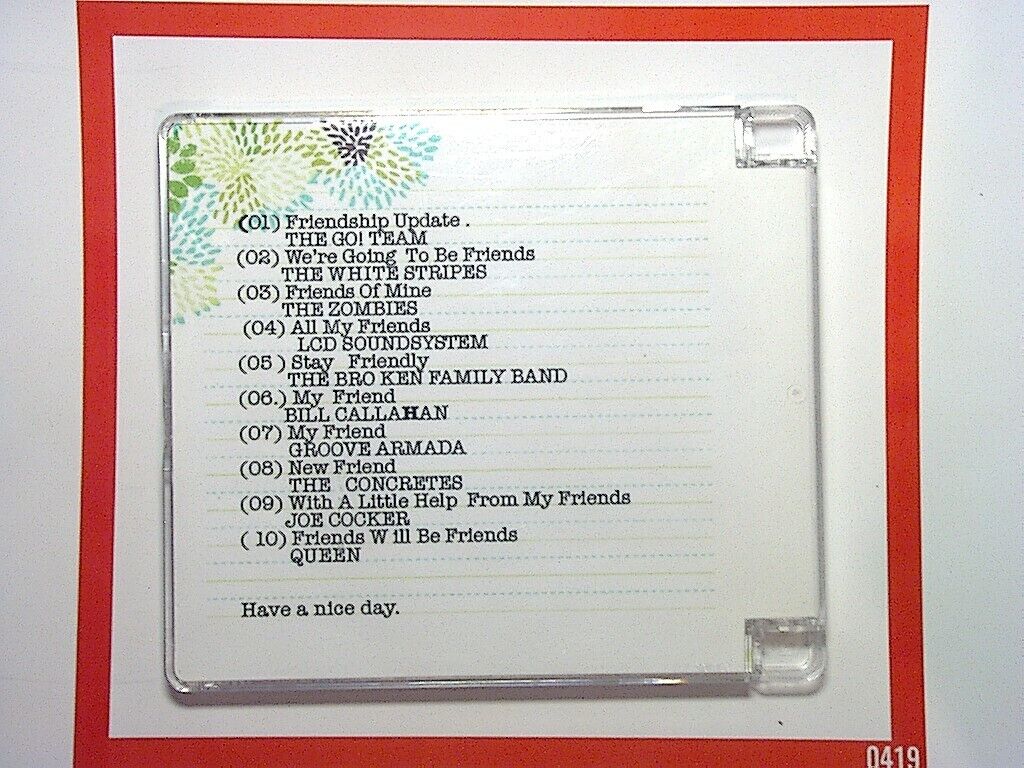 (01) Friendship Update .
THE GO! TEAM
(02) We're Going To Be Friends
THE WHITE STRIPES
(03) Friends Of Mine
THE ZOMBIES
(04) All My Friends
LCD SOUNDSYSTEM
(05 ) Stay Friendly
THE BRO KEN FAMILY BAND
(06.) My Friend
BILL CALLAHAN
(07) My Friend
GROOVE ARMADA
(08) New Friend
THE CONCRETES
(09) With A Little Help From My Friends
JOE COCKER
( 10) Friends W ill Be Friends
QUEEN
Have a nice day.
0419